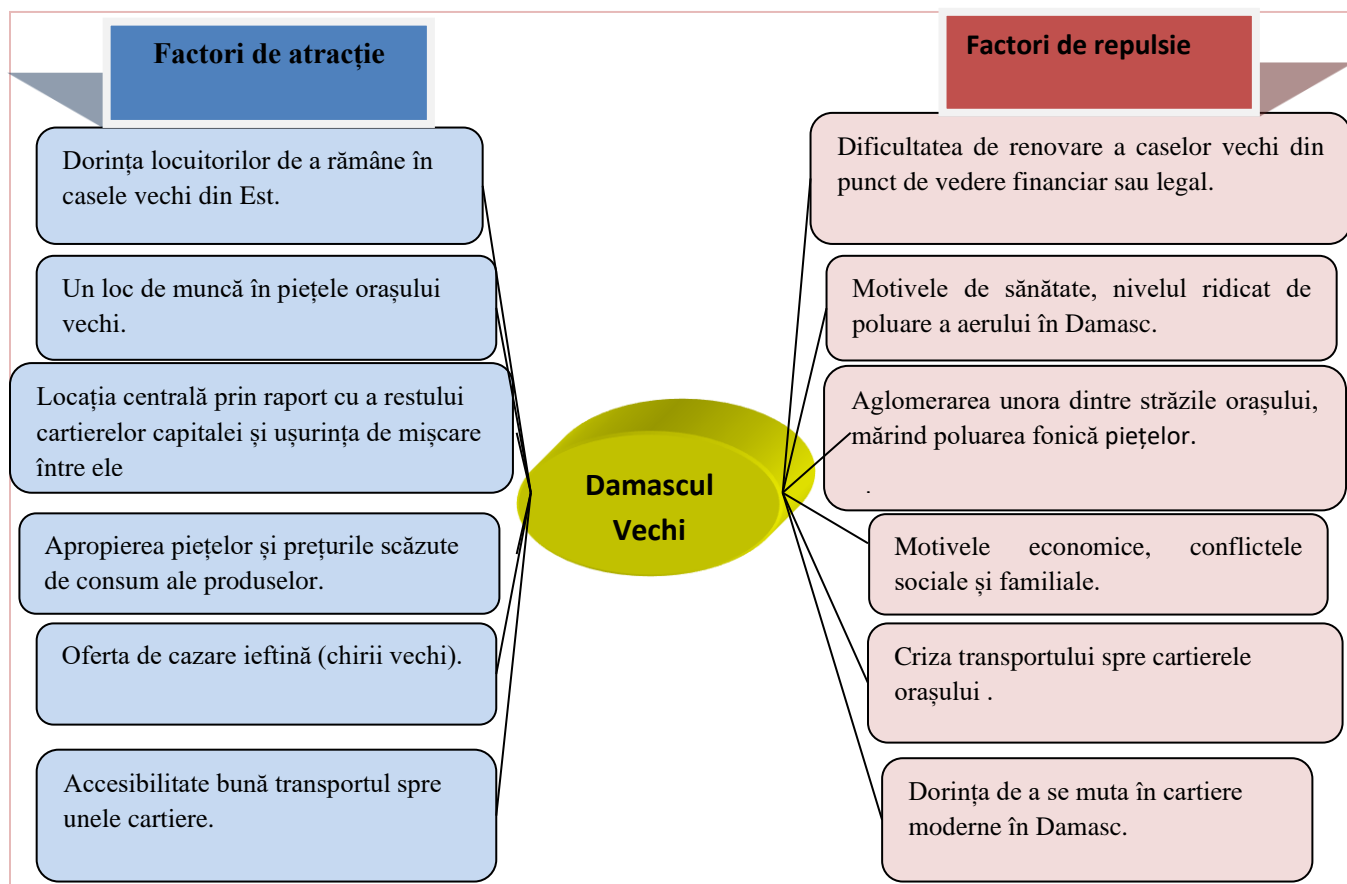 Factori de atracție
Dorința locuitorilor de a rămâne în
casele vechi din Est.
Un loc de muncă în piețele orașului
vechi.
Locația centrală prin raport cu a restului
cartierelor capitalei și ușurința de mișcare
între ele
Apropierea piețelor și prețurile scăzute
de consum ale produselor.
Oferta de cazare ieftină (chirii vechi).
Accesibilitate bună transportul spre
unele cartiere.
Damascul
Vechi
Factori de repulsie
Dificultatea de renovare a caselor vechi din
punct de vedere financiar sau legal.
Motivele de sănătate, nivelul ridicat de
poluare a aerului în Damasc.
Aglomerarea unora dintre străzile orașului,
mărind poluarea fonică piețelor.
.
Motivele economice, conflictele
sociale și familiale.
Criza transportului spre cartierele
orașului .
Dorința de a se muta în cartiere
moderne în Damasc.